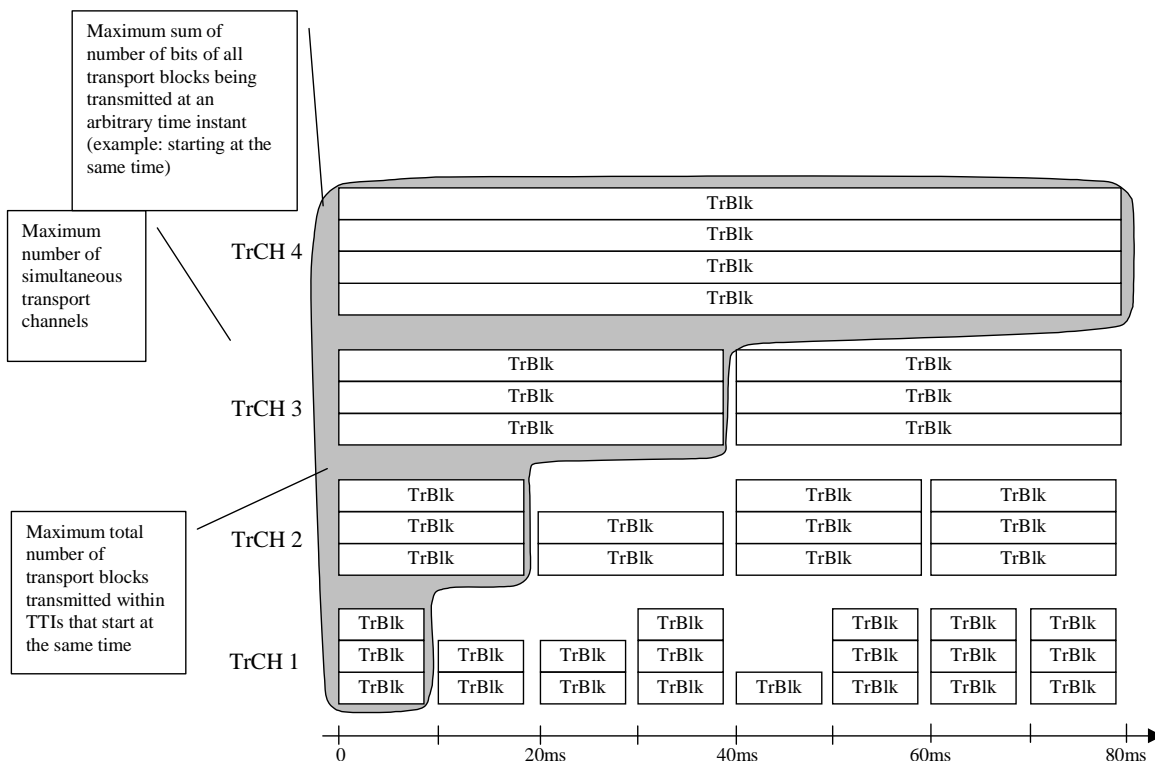 Maximum sum of
number of bits of all
transport blocks being
transmitted at an
arbitrary time instant
(example: starting at the
same time)
Maximum
number of
simultaneous
transport
channels
Maximum total
number of
transport blocks
transmitted within
TTIs that start at
the same time
TrCH 4
TrBlk
TrBlk
TrBlk
TrBlk
TrCH 3
TrBlk TrBlk
TrBlk TrBlk
TrBlk TrBlk
TrCH 2
TrBlk TrBlk TrBlk
TrBlk TrBlk TrBlk TrBlk
TrBlk TrBlk TrBlk TrBlk
TrCH 1
TrBlk TrBlk TrBlk TrBlk TrBlk
TrBlk TrBlk TrBlk TrBlk TrBlk TrBlk TrBlk
TrBlk TrBlk TrBlk TrBlk TrBlk TrBlk TrBlk TrBlk
0 20ms 40ms 60ms 80ms